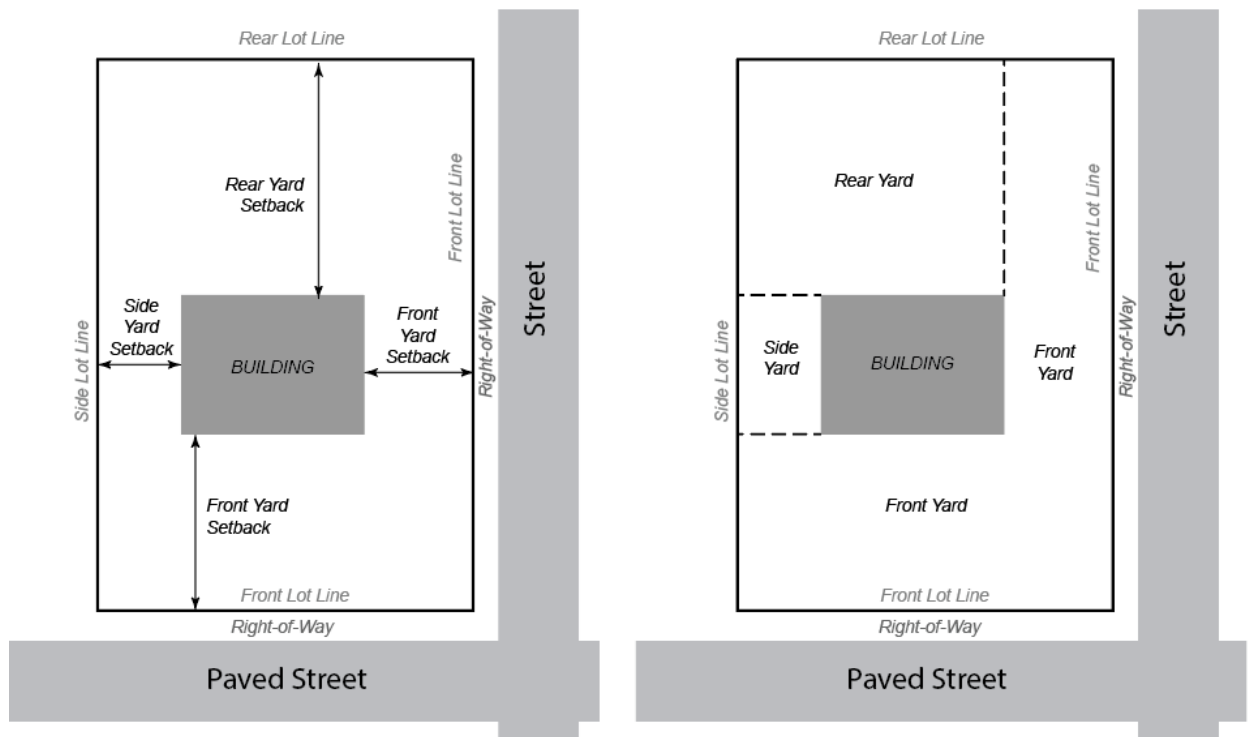 Rear Lot Line
Rear Yard
Setback
Front Lot Line
Side
Yard
Setback
Front
Yard
Setback
BUILDING
Side Lot Line
Right-of-Way
Street
Front Yard
Setback
Front Lot Line
Right-of-Way
Paved Street
Rear Lot Line
Rear Yard
Front Lot Line
Side
Yard
BUILDING
Front
Yard
Side Lot Line
Right-of-Way
Street
Front Yard
Front Lot Line
Right-of-Way
Paved Street